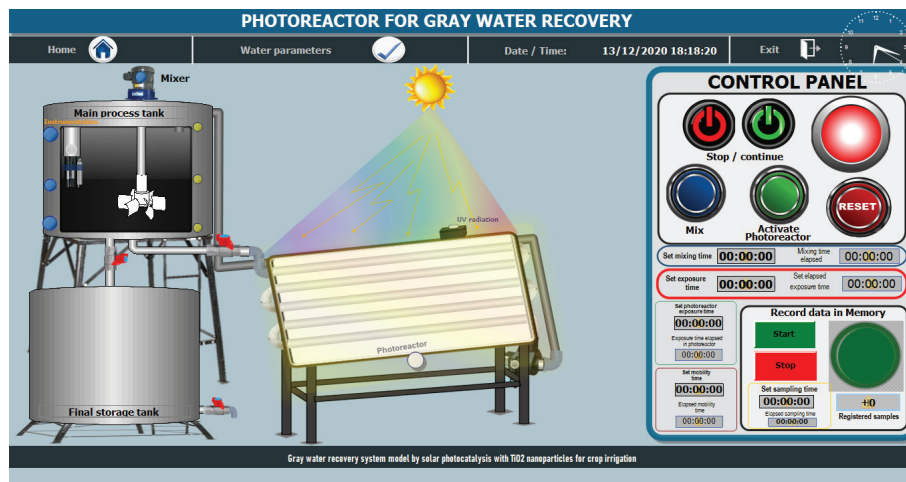 PHOTOREACTOR FOR GRAY WATER RECOVERY
Home
Water parameters
Date / Time:
13/12/2020 18:18:20
Exit
Mixer
Main process tank
UV radiation
Photoreactor
Final storage tank
CONTROL PANEL
Stop / continue
Mix
Activate
Photoreactor
RESET
Set mixing time
00:00:00
Mixing time
elapsed
00:00:00
Set exposure
time
00:00:00
Set elapsed
exposure time
00:00:00
Set photoreactor
exposure time
00:00:00
Exposure time elapsed
in photoreactor
00:00:00
Set mobility
time
00:00:00
Elapsed mobility
time
00:00:00
Record data in Memory
Start
Stop
Set sampling time
00:00:00
Elapsed sampling time
00:00:00
+0
Registered samples
Gray water recovery system model by solar photocatalysis with TiO2 nanoparticles for crop irrigation